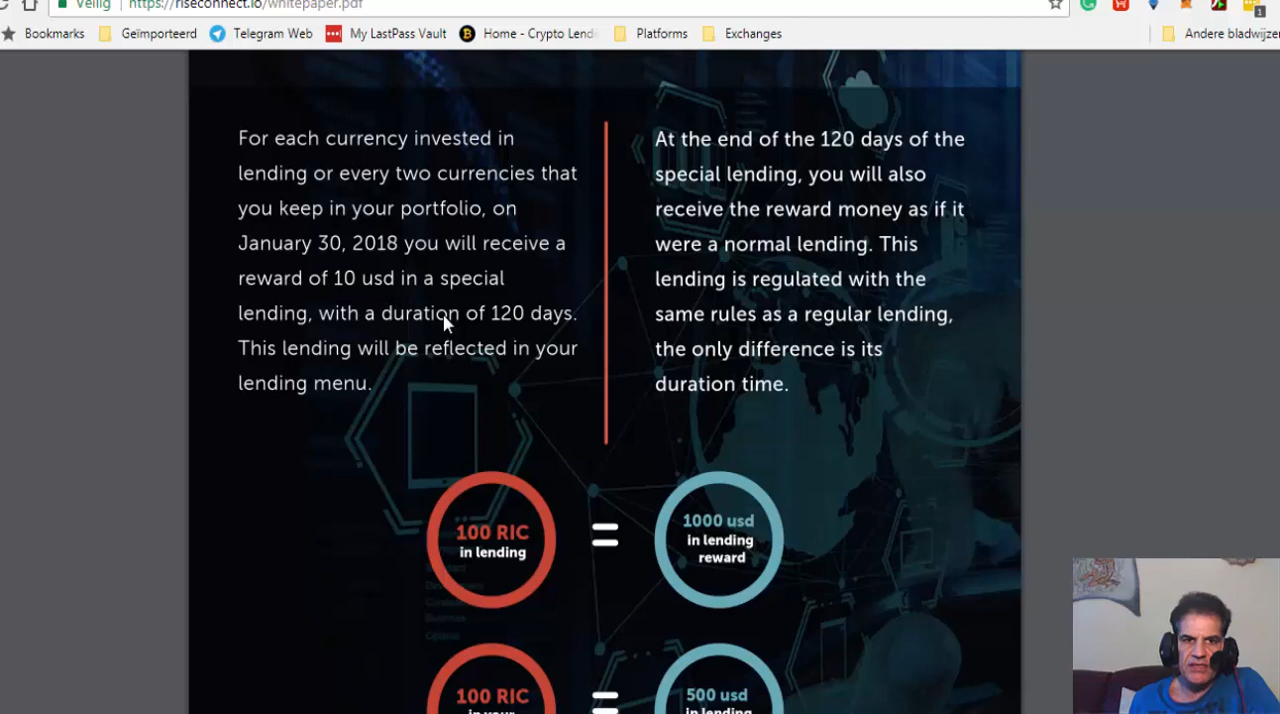 Veilig
https://riseconnect.io/whitepaper.pdf
Bookmarks
Geïmporteerd
Telegram Web
My LastPass Vault
Home - Crypto Lend
Platforms
Exchanges
Andere bladwijzer
1
For each currency invested in
lending or every two currencies that
you keep in your portfolio, on
January 30, 2018 you will receive a
reward of 10 usd in a special
lending, with a duration of 120 days.
This lending will be reflected in your
lending menu.
At the end of the 120 days of the
special lending, you will also
receive the reward money as if it
were a normal lending. This
lending is regulated with the
same rules as a regular lending,
the only difference is its
duration time.
100 RIC
in lending
=
1000 usd
in lending
reward
100 RIC
in your
=
500 usd
in lending